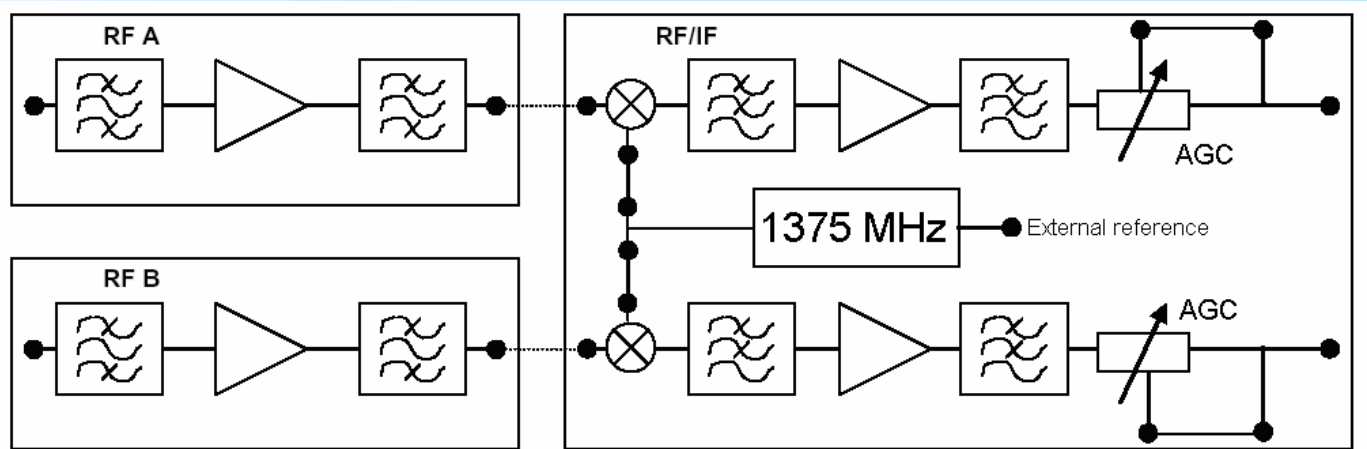 RF A
RF/IF
AGC
1375 MHz
External reference
RF B
AGC